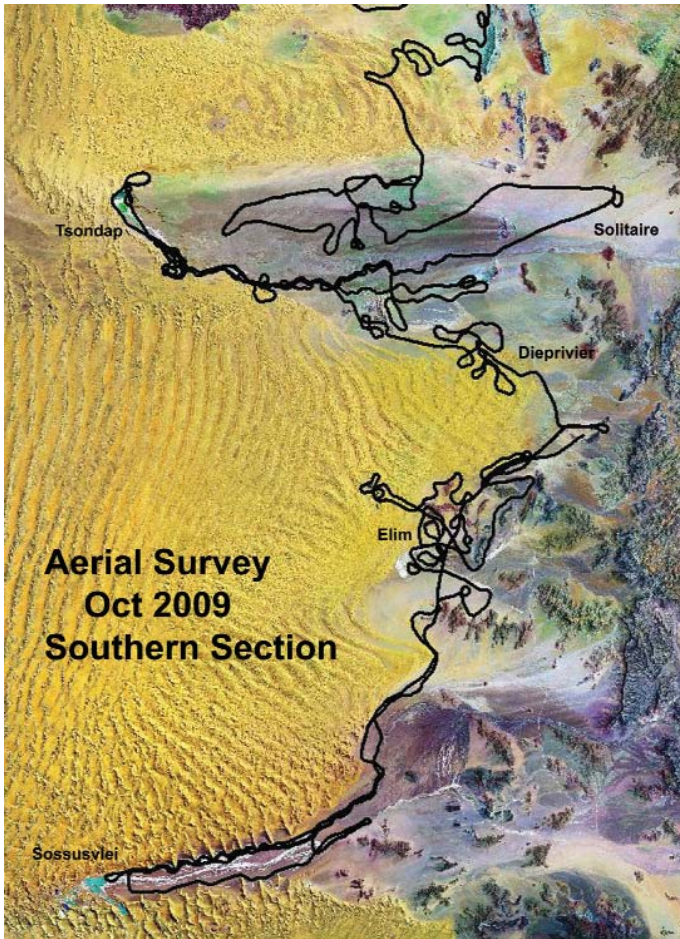 Tsondap
Solitaire
Dieprivier
Elim
Aerial Survey
Oct 2009
Southern Section
Sossusvlei